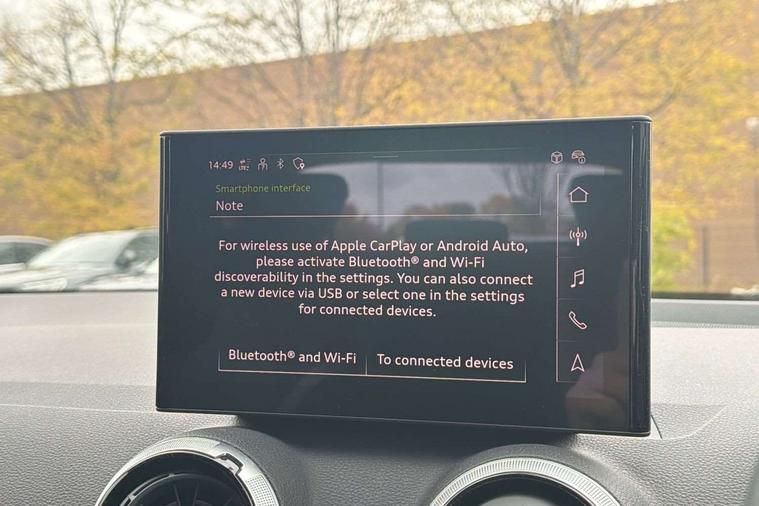 14:49 LTE
Smartphone interface
Note
For wireless use of Apple CarPlay or Android Auto,
please activate Bluetooth® and Wi-Fi
discoverability in the settings. You can also connect
a new device via USB or select one in the settings
for connected devices.
Bluetooth® and Wi-Fi
To connected devices